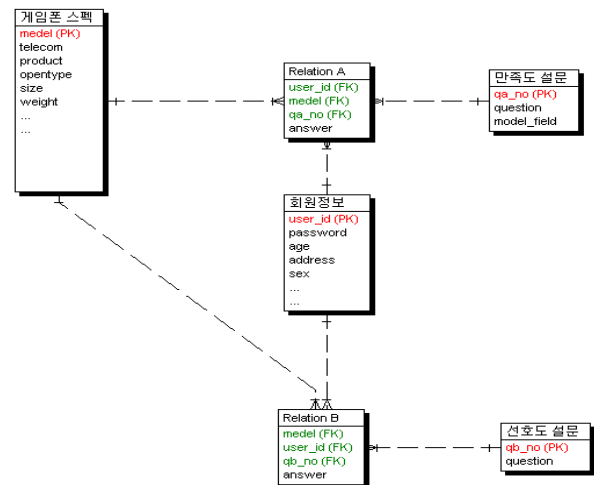 게임폰 스펙
medel (PK)
telecom
product
opentype
size
weight
...
...
Relation A
user_id (FK)
medel (FK)
qa_no (FK)
answer
만족도 설문
qa_no (PK)
question
model_field
회원정보
user_id (PK)
password
age
address
sex
...
...
Relation B
medel (FK)
user_id (FK)
qb_no (FK)
answer
선호도 설문
qb_no (PK)
question